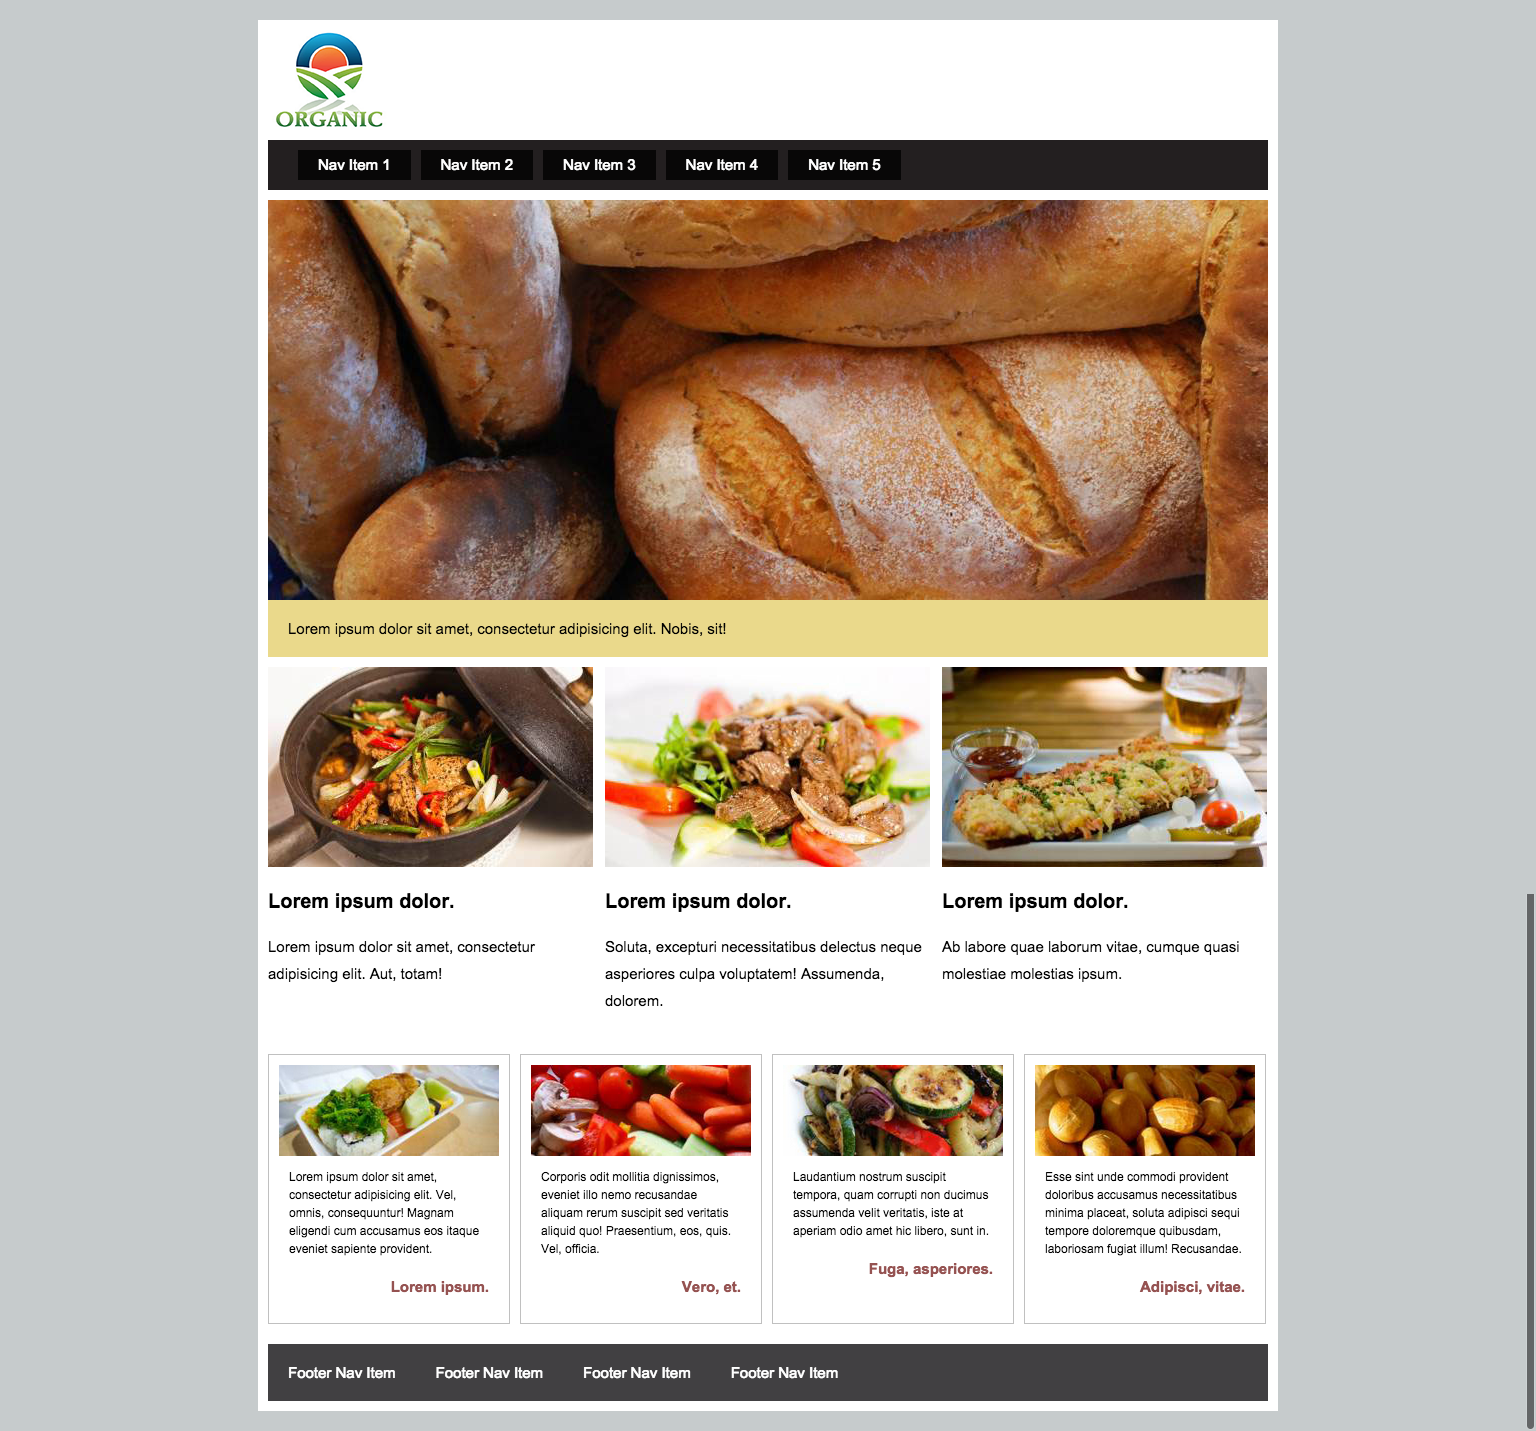 ORGANIC
Nav Item 1
Nav Item 2
Nav Item 3
Nav Item 4
Nav Item 5
Lorem ipsum dolor sit amet, consectetur adipisicing elit. Nobis, sit!
Lorem ipsum dolor.
Lorem ipsum dolor sit amet, consectetur
adipisicing elit. Aut, totam!
Lorem ipsum dolor.
Soluta, excepturi necessitatibus delectus neque
asperiores culpa voluptatem! Assumenda,
dolorem.
Lorem ipsum dolor.
Ab labore quae laborum vitae, cumque quasi
molestiae molestias ipsum.
Lorem ipsum dolor sit amet,
consectetur adipisicing elit. Vel,
omnis, consequuntur! Magnam
eligendi cum accusamus eos itaque
eveniet sapiente provident.
Lorem ipsum.
Corporis odit mollitia dignissimos,
eveniet illo nemo recusandae
aliquam rerum suscipit sed veritatis
aliquid quo! Praesentium, eos, quis.
Vel, officia.
Vero, et.
Laudantium nostrum suscipit
tempora, quam corrupti non ducimus
assumenda velit veritatis, iste at
aperiam odio amet hic libero, sunt in.
Fuga, asperiores.
Esse sint unde commodi provident
doloribus accusamus necessitatibus
minima placeat, soluta adipisci sequi
tempore doloremque quibusdam,
laboriosam fugiat illum! Recusandae.
Adipisci, vitae.
Footer Nav Item
Footer Nav Item
Footer Nav Item
Footer Nav Item